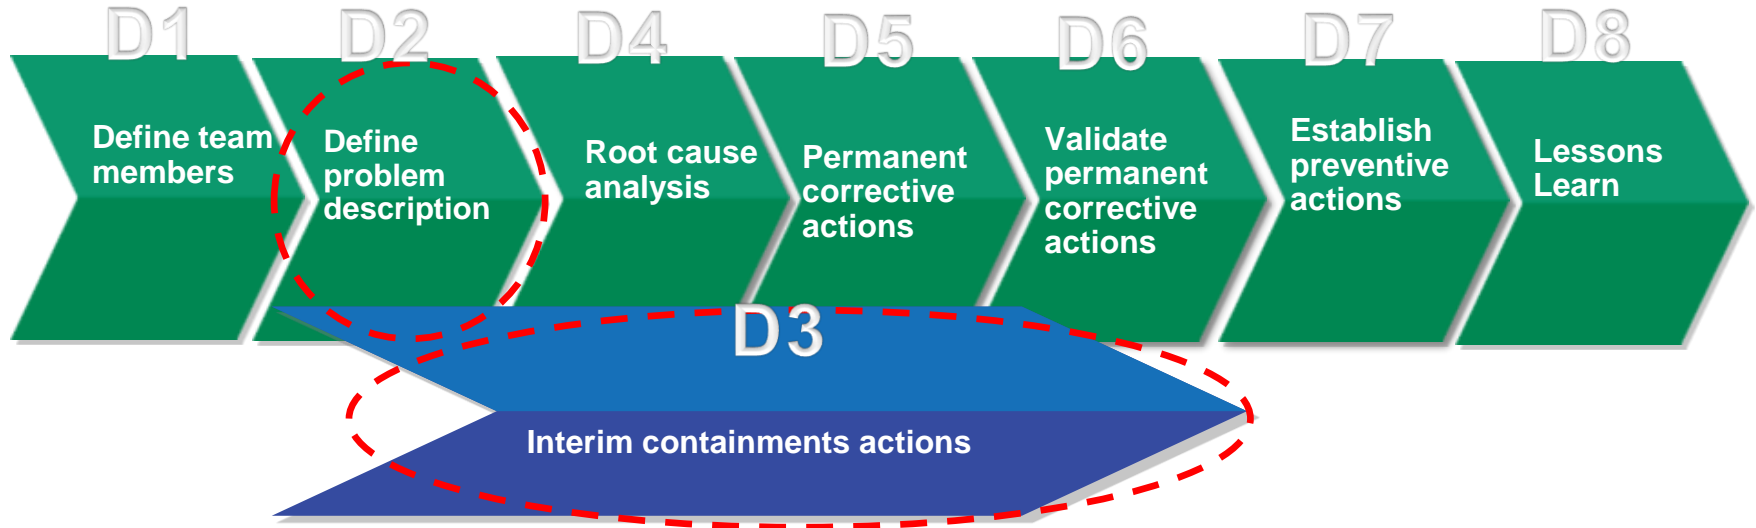 D1
Define team
members
D2
Define
problem
description
D4
Root cause
analysis
D5
Permanent
corrective
actions
D6
Validate
permanent
corrective
actions
D7
Establish
preventive
actions
D8
Lessons
Learn
D3
Interim containments actions